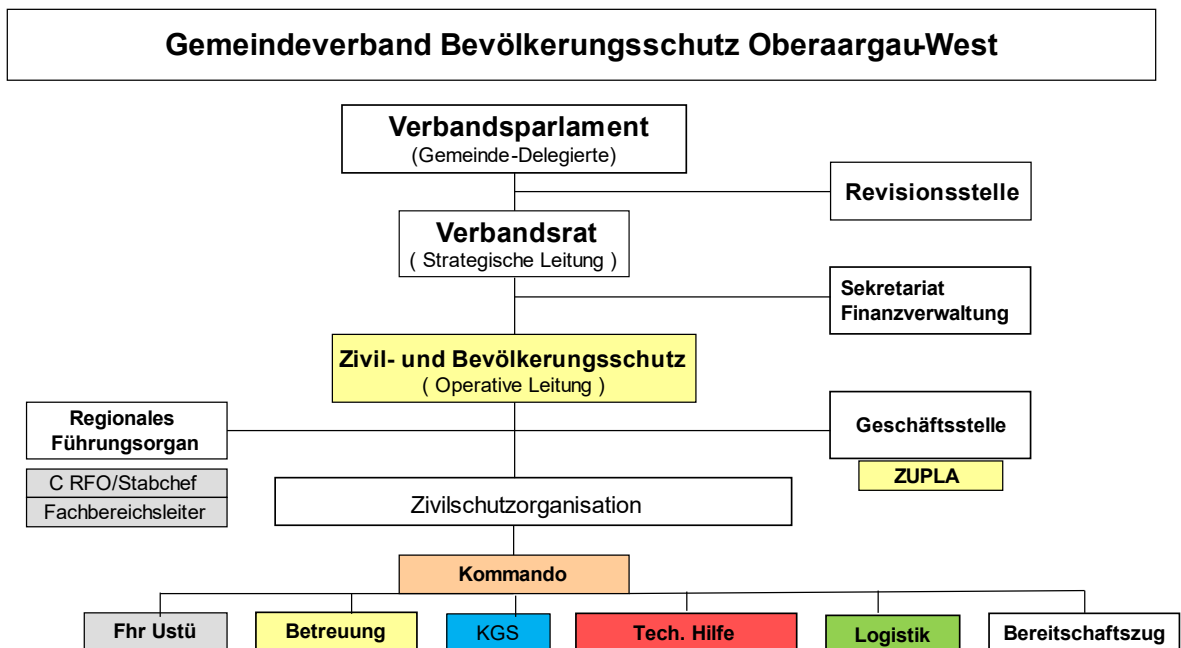 Gemeindeverband Bevölkerungsschutz Oberaargau-West
Verbandsparlament
(Gemeinde-Delegierte)
Revisionsstelle
Verbandsrat
( Strategische Leitung )
Sekretariat
Finanzverwaltung
Zivil- und Bevölkerungsschutz
( Operative Leitung )
Regionales
Führungsorgan
Geschäftsstelle
C RFO/Stabchef
Fachbereichsleiter
ZUPLA
Zivilschutzorganisation
Kommando
Fhr Ustü
Betreuung
KGS
Tech. Hilfe
Logistik
Bereitschaftszug